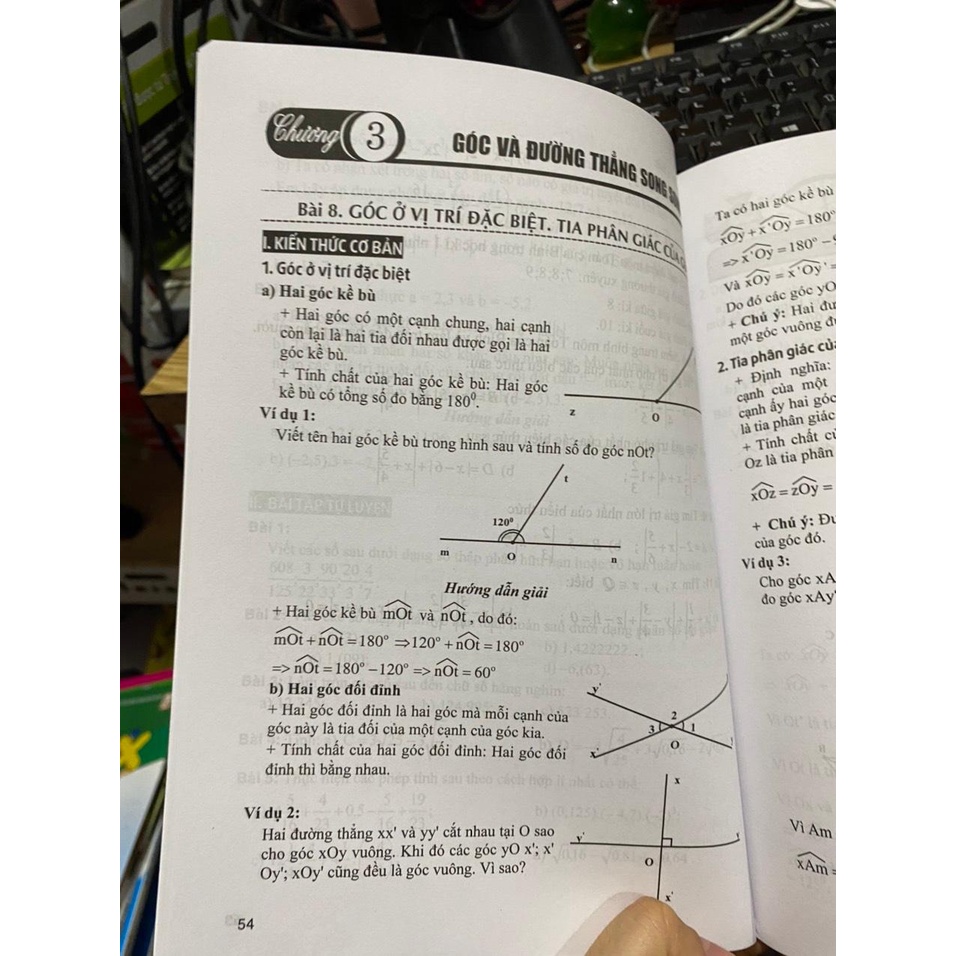 Chương 3
GÓC VÀ ĐƯỜNG THẲNG SONG
Bài 8. GÓC Ở VỊ TRÍ ĐẶC BIỆT. TIA PHÂN GIÁC CỦA
I. KIẾN THỨC CƠ BẢN
1. Góc ở vị trí đặc biệt
a) Hai góc kề bù
+ Hai góc có một cạnh chung, hai cạnh
còn lại là hai tia đối nhau được gọi là hai
góc kề bù.
+ Tính chất của hai góc kề bù: Hai góc
kề bù có tổng số đo bằng 180⁰.
z O
Ví dụ 1:
Viết tên hai góc kề bù trong hình sau và tính số đo góc nOt?
t
120⁰
m O n
Hướng dẫn giải
+ Hai góc kề bù mOt và nOt , do đó:
mOt + nOt = 180° ⇒ 120° + nOt = 180°
=> nOt = 180° − 120° => nOt = 60°
b) Hai góc đối đỉnh
+ Hai góc đối đỉnh là hai góc mà mỗi cạnh của
góc này là tia đối của một cạnh của góc kia.
+ Tính chất của hai góc đối đỉnh: Hai góc đối
đỉnh thì bằng nhau.
y'
2
3 1
x' O
Ví dụ 2:
Hai đường thẳng xx' và yy' cắt nhau tại O sao
cho góc xOy vuông. Khi đó các góc yO x'; x'
Oy'; xOy' cũng đều là góc vuông. Vì sao?
x
y'
O
x'
54
Ta có hai góc kề bù
xOy + x'Oy = 180°
=> x'Oy = 180° −
Và xOy = x'Oy' =
Do đó các góc yO
+ Chú ý: Hai
một góc vuông
2. Tia phân giác
+ Định nghĩa:
cạnh của một
cạnh ấy hai góc
là tia phân giác
+ Tính chất
Oz là tia phân
xOz = zOy =
+ Chú ý:
của góc đó.
Ví dụ 3:
Cho góc
đo góc
Vì Am
xAm